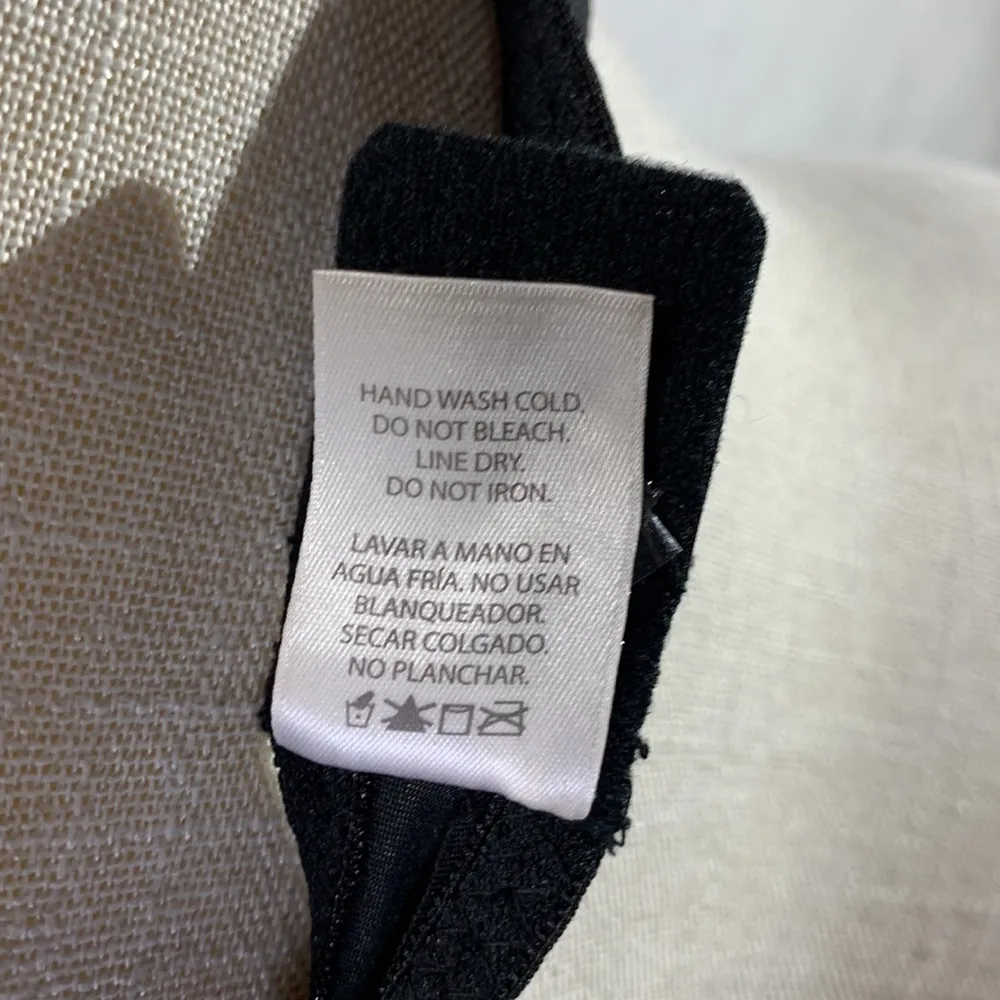 HAND WASH COLD.
DO NOT BLEACH.
LINE DRY.
DO NOT IRON.
LAVAR A MANO EN
AGUA FRÍA. NO USAR
BLANQUEADOR.
SECAR COLGADO.
NO PLANCHAR.